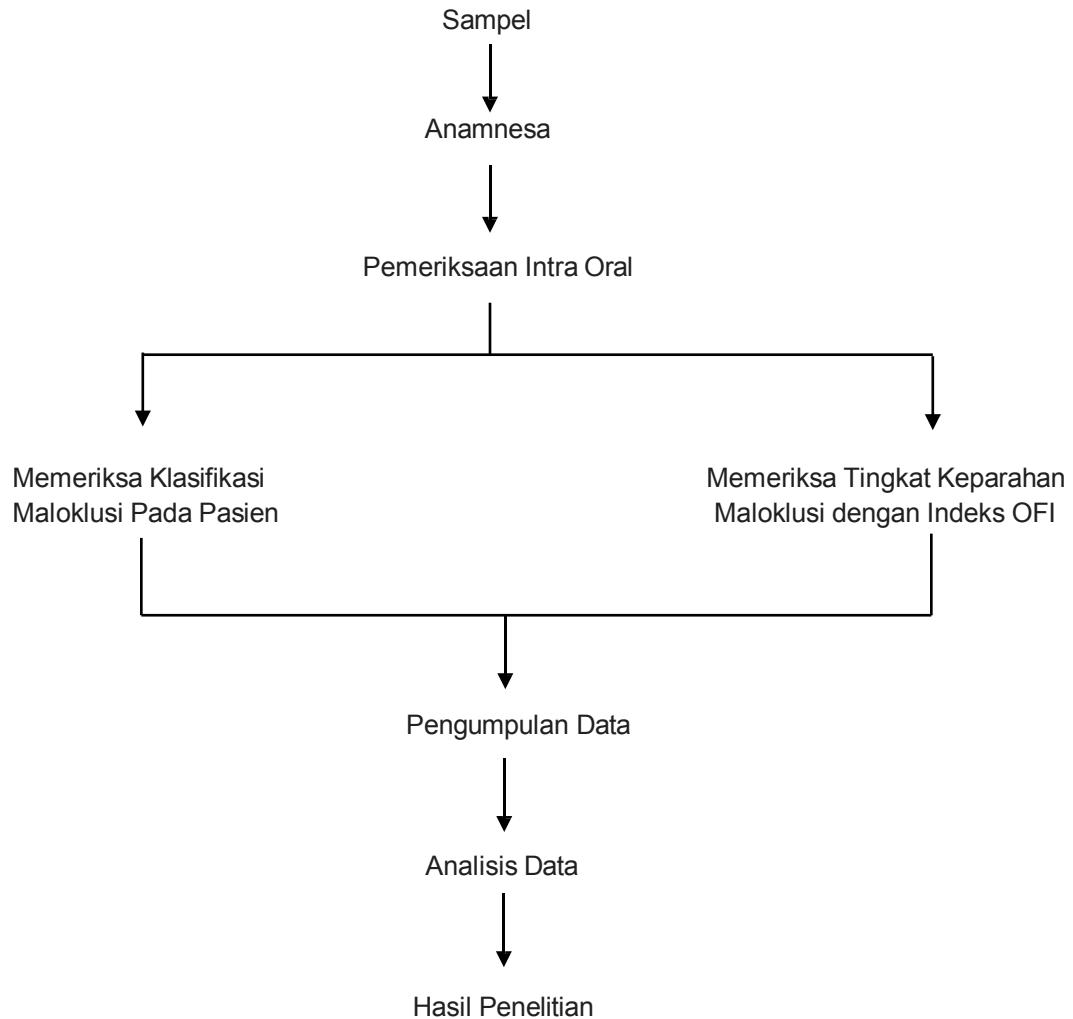 Sampel
Anamnesa
Pemeriksaan Intra Oral
Memeriksa Klasifikasi
Maloklusi Pada Pasien
Memeriksa Tingkat Keparahan
Maloklusi dengan Indeks OFI
Pengumpulan Data
Analisis Data
Hasil Penelitian